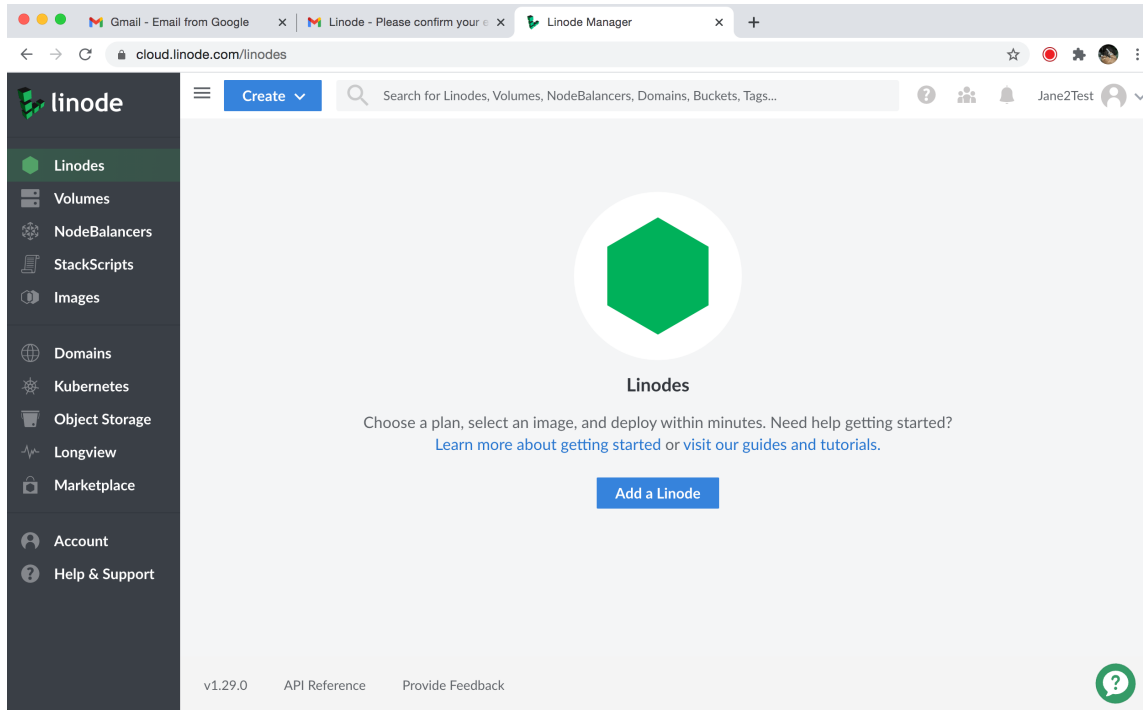 Gmail - Email from Google
Linode - Please confirm your e
Linode Manager
cloud.linode.com/linodes
linode
Create
Search for Linodes, Volumes, NodeBalancers, Domains, Buckets, Tags...
Jane2Test
Linodes
Volumes
NodeBalancers
StackScripts
Images
Domains
Kubernetes
Object Storage
Longview
Marketplace
Account
Help & Support
Linodes
Choose a plan, select an image, and deploy within minutes. Need help getting started?
Learn more about getting started or visit our guides and tutorials.
Add a Linode
v1.29.0
API Reference
Provide Feedback